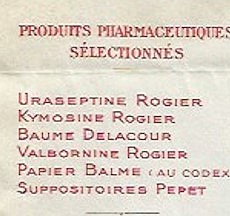 PRODUITS PHARMACEUTIQUES
SÉLECTIONNÉS
URASEPTINE ROGIER
KYMOSINE ROGIER
BAUME DELACOUR
VALBORNINE ROGIER
PAPIER BALME (AU CODEX
SUPPOSITOIRES PEPET